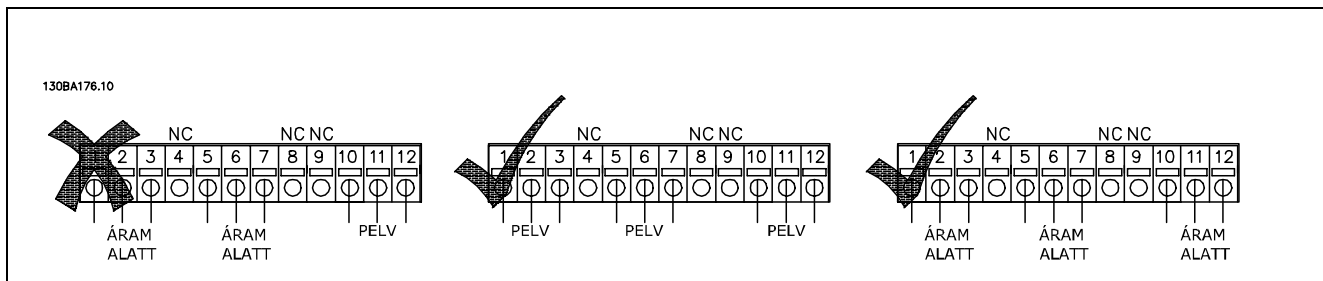 130BA176.10
NC NC NC
2 3 4 5 6 7 8 9 10 11 12
ÁRAM ALATT
ÁRAM ALATT
PELV
NC NC NC
1 2 3 4 5 6 7 8 9 10 11 12
PELV PELV PELV
NC NC NC
1 2 3 4 5 6 7 8 9 10 11 12
ÁRAM ALATT
ÁRAM ALATT
ÁRAM ALATT